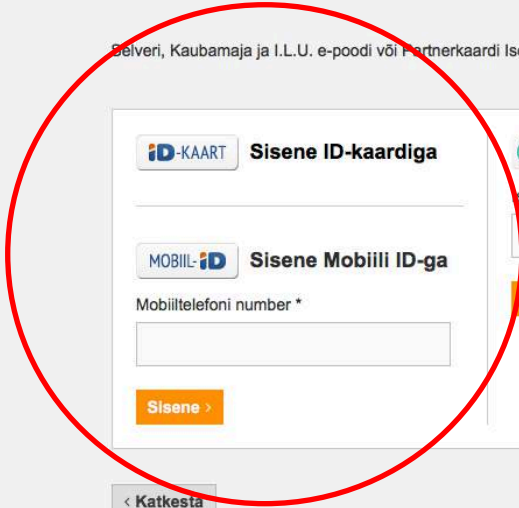 Selveri, Kaubamaja ja I.L.U. e-poodi või Partnerkaardi
iD-KAART Sisene ID-kaardiga
MOBIIL-iD Sisene Mobiili ID-ga
Mobiiltelefoni number *
Sisene >
< Katkesta